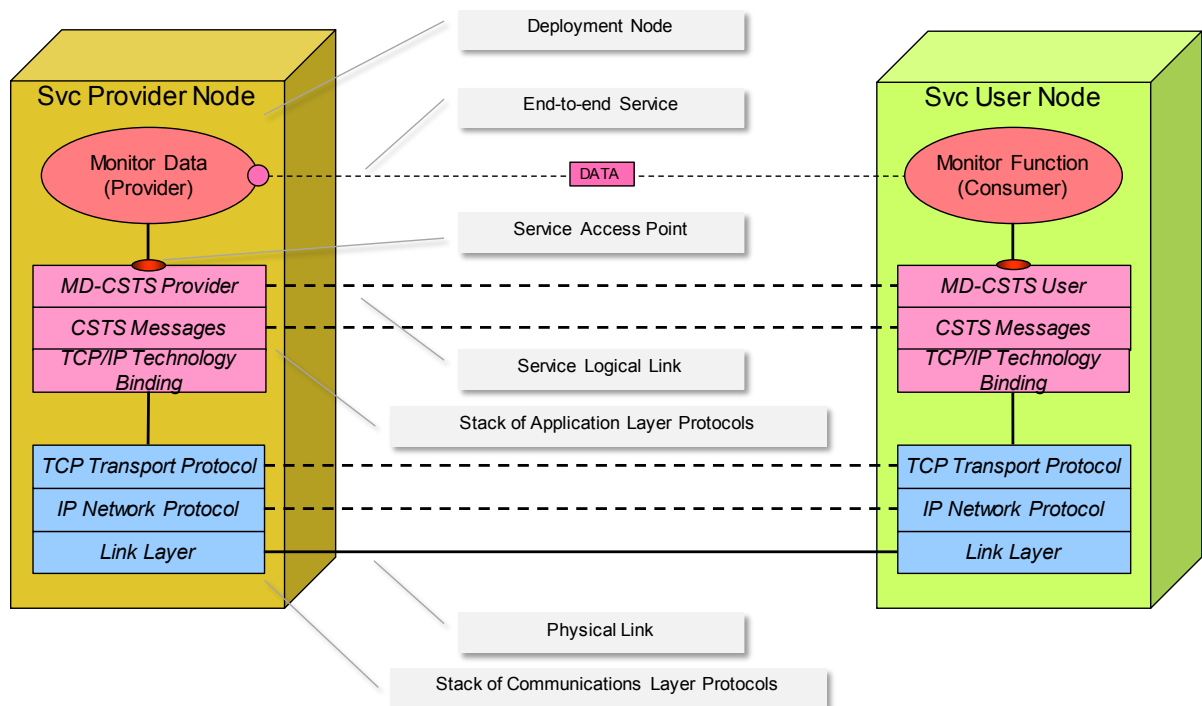 Deployment Node
Svc Provider Node
End-to-end Service
Svc User Node
Monitor Data
(Provider)
DATA
Monitor Function
(Consumer)
Service Access Point
MD-CSTS Provider
MD-CSTS User
CSTS Messages
CSTS Messages
TCP/IP Technology
Binding
TCP/IP Technology
Binding
Service Logical Link
Stack of Application Layer Protocols
TCP Transport Protocol
TCP Transport Protocol
IP Network Protocol
IP Network Protocol
Link Layer
Link Layer
Physical Link
Stack of Communications Layer Protocols